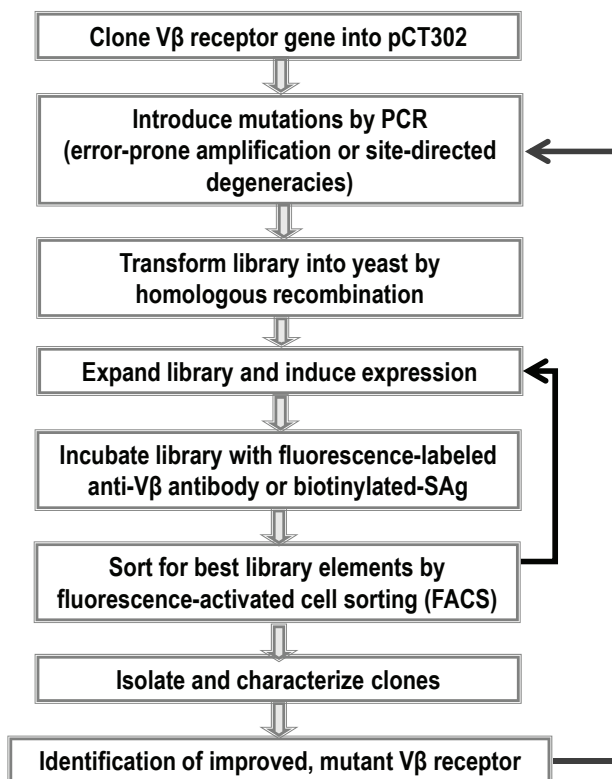 Clone Vβ receptor gene into pCT302
Introduce mutations by PCR
(error-prone amplification or site-directed
degeneracies)
Transform library into yeast by
homologous recombination
Expand library and induce expression
Incubate library with fluorescence-labeled
anti-Vβ antibody or biotinylated-SAg
Sort for best library elements by
fluorescence-activated cell sorting (FACS)
Isolate and characterize clones
Identification of improved, mutant Vβ receptor